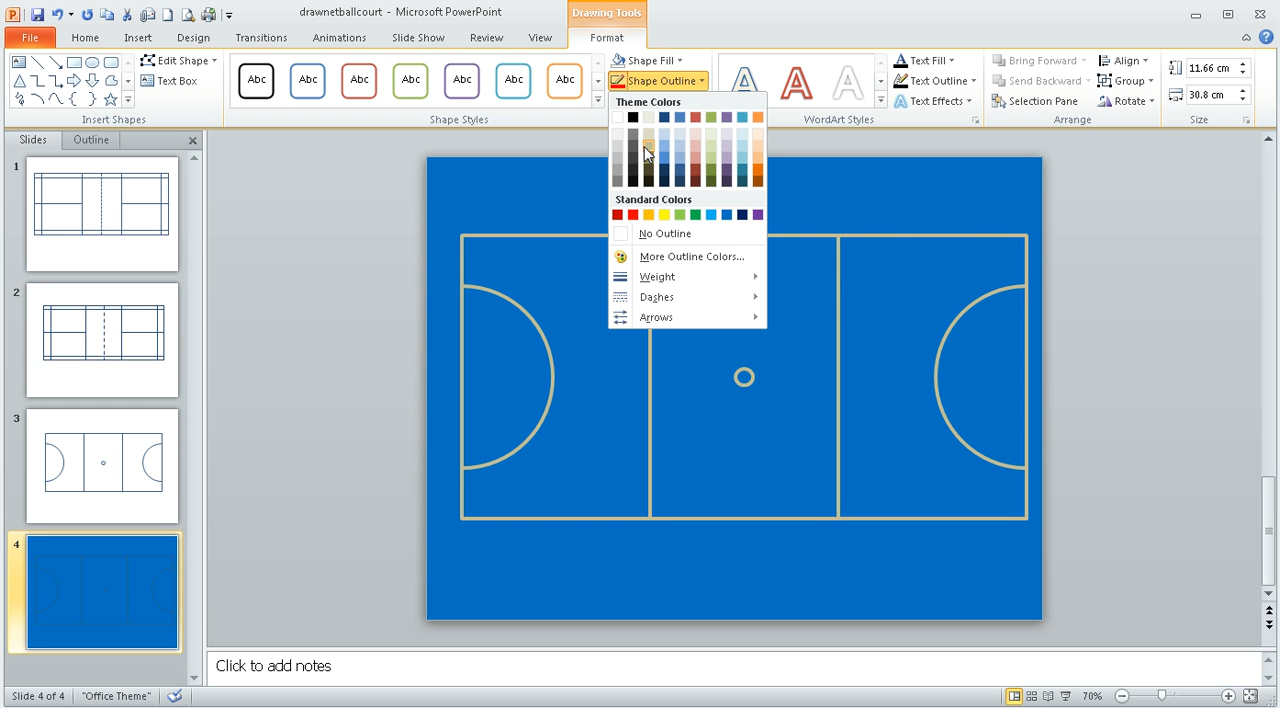 drawnetballcourt - Microsoft PowerPoint
Drawing Tools
File Home Insert Design Transitions Animations Slide Show Review View Format
Edit Shape
Text Box
Insert Shapes
Abc Abc Abc Abc Abc Abc Abc
Shape Styles
Shape Fill
Shape Outline
WordArt Styles
Text Fill
Text Outline
Text Effects
Bring Forward
Send Backward
Selection Pane
Align
Group
Rotate
Arrange
11.66 cm
30.8 cm
Size
Theme Colors
Standard Colors
No Outline
More Outline Colors...
Weight
Dashes
Arrows
Slides Outline
1
2
3
4
Click to add notes
Slide 4 of 4 "Office Theme" 70%